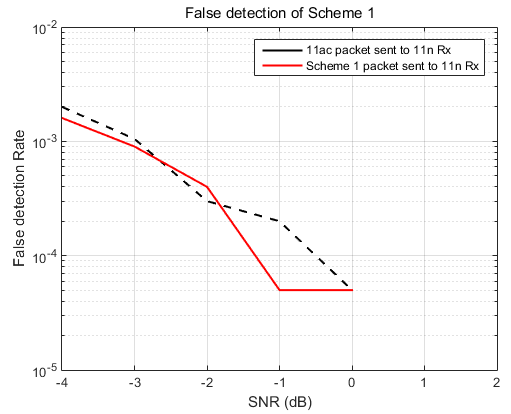 False detection of Scheme 1
11ac packet sent to 11n Rx
Scheme 1 packet sent to 11n Rx
False detection Rate
10^-2
10^-3
10^-4
10^-5
-4 -3 -2 -1 0 1 2
SNR (dB)